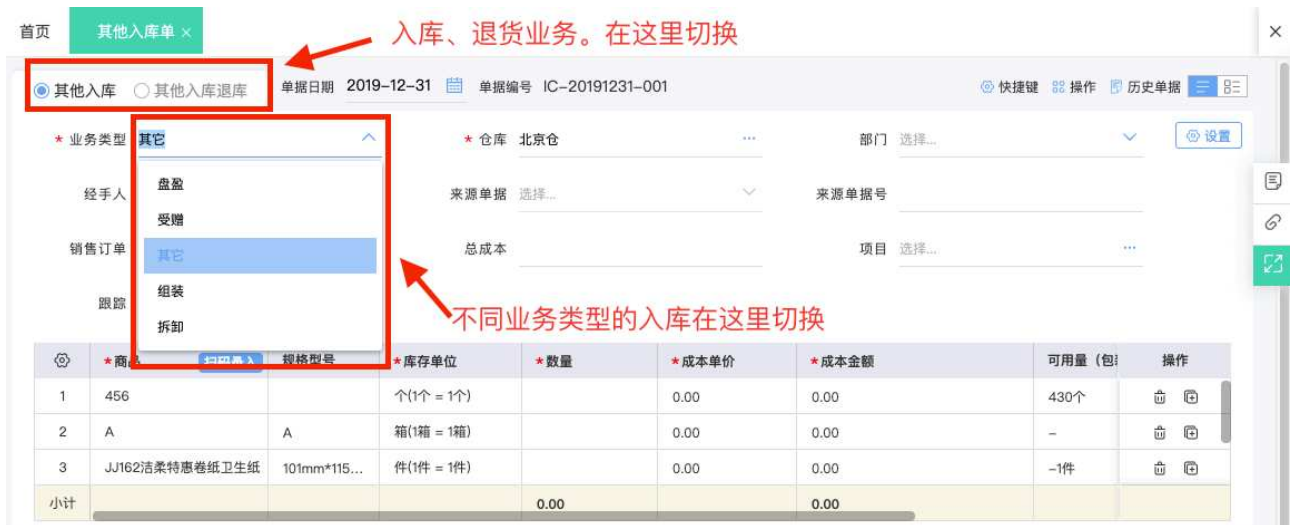 首页 其他入库单 ×
入库、退货业务。在这里切换
其他入库 其他入库退库 单据日期 2019-12-31 单据编号 IC-20191231-001 快捷键 操作 历史单据
* 业务类型 其它 * 仓库 北京仓 ... 部门 选择... 设置
经手人 盘盈 来源单据 选择... 来源单据号
受赠
销售订单 其它 总成本 项目 选择... ...
跟踪 组装
不同业务类型的入库在这里切换
拆卸
*商品 扫码录入 规格型号 *库存单位 *数量 *成本单价 *成本金额 可用量（包 操作
1 456 个(1个 = 1个) 0.00 0.00 430个
2 A A 箱(1箱 = 1箱) 0.00 0.00 -
3 JJ162洁柔特惠卷纸卫生纸 101mm*115... 件(1件 = 1件) 0.00 0.00 -1件
小计 0.00 0.00